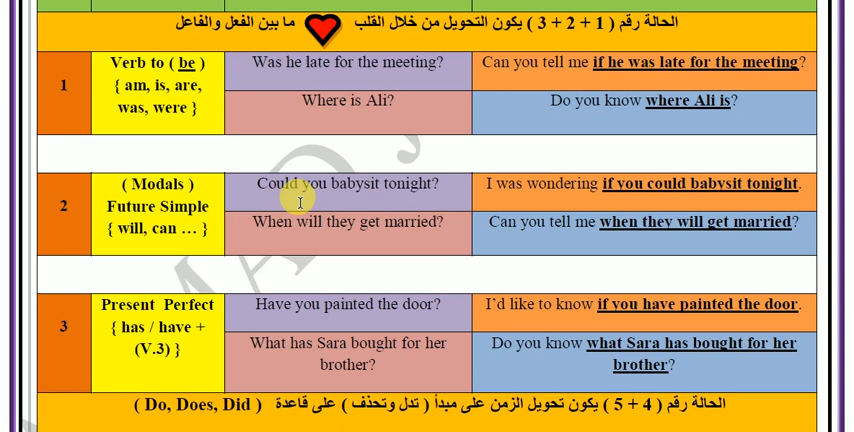 الحالة رقم ( 1 + 2 + 3 ) يكون التحويل من خلال القلب ما بين الفعل والفاعل
1
Verb to ( be )
{ am, is, are,
was, were }
Was he late for the meeting?
Can you tell me if he was late for the meeting?
Where is Ali?
Do you know where Ali is?
2
( Modals )
Future Simple
{ will, can … }
Could you babysit tonight?
I was wondering if you could babysit tonight.
When will they get married?
Can you tell me when they will get married?
3
Present Perfect
{ has / have +
(V.3) }
Have you painted the door?
I’d like to know if you have painted the door.
What has Sara bought for her
brother?
Do you know what Sara has bought for her
brother?
الحالة رقم ( 4 + 5 ) يكون تحويل الزمن على مبدأ ( تدل وتحذف ) على قاعدة ( Do, Does, Did )